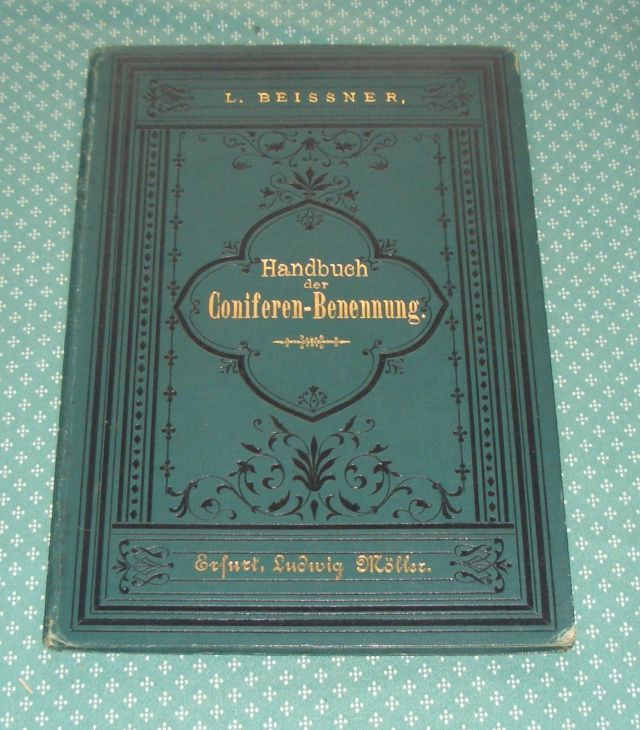 L. BEISSNER,
Handbuch
der
Coniferen-Benennung.
Erfurt, Ludwig Möller.